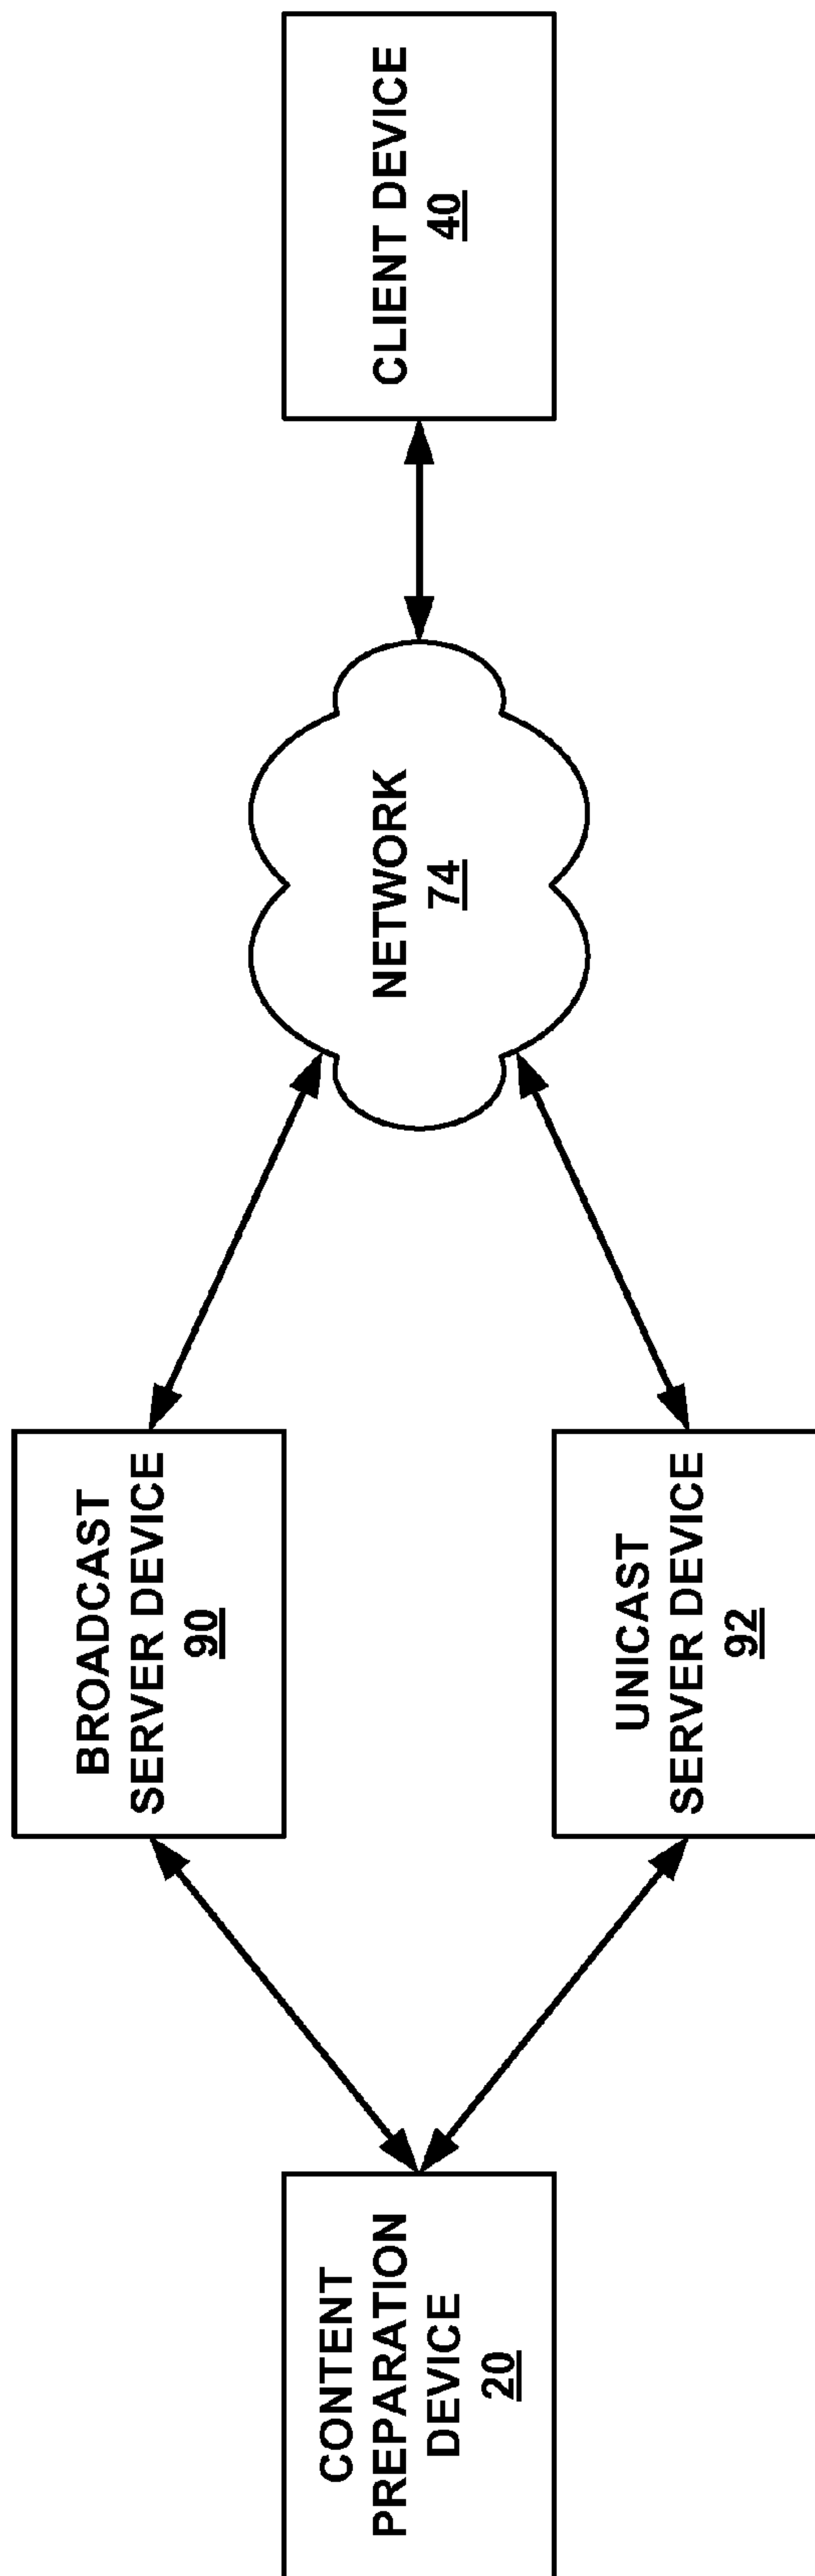 CONTENT
PREPARATION
DEVICE
20
BROADCAST
SERVER DEVICE
90
UNICAST
SERVER DEVICE
92
NETWORK
74
CLIENT DEVICE
40